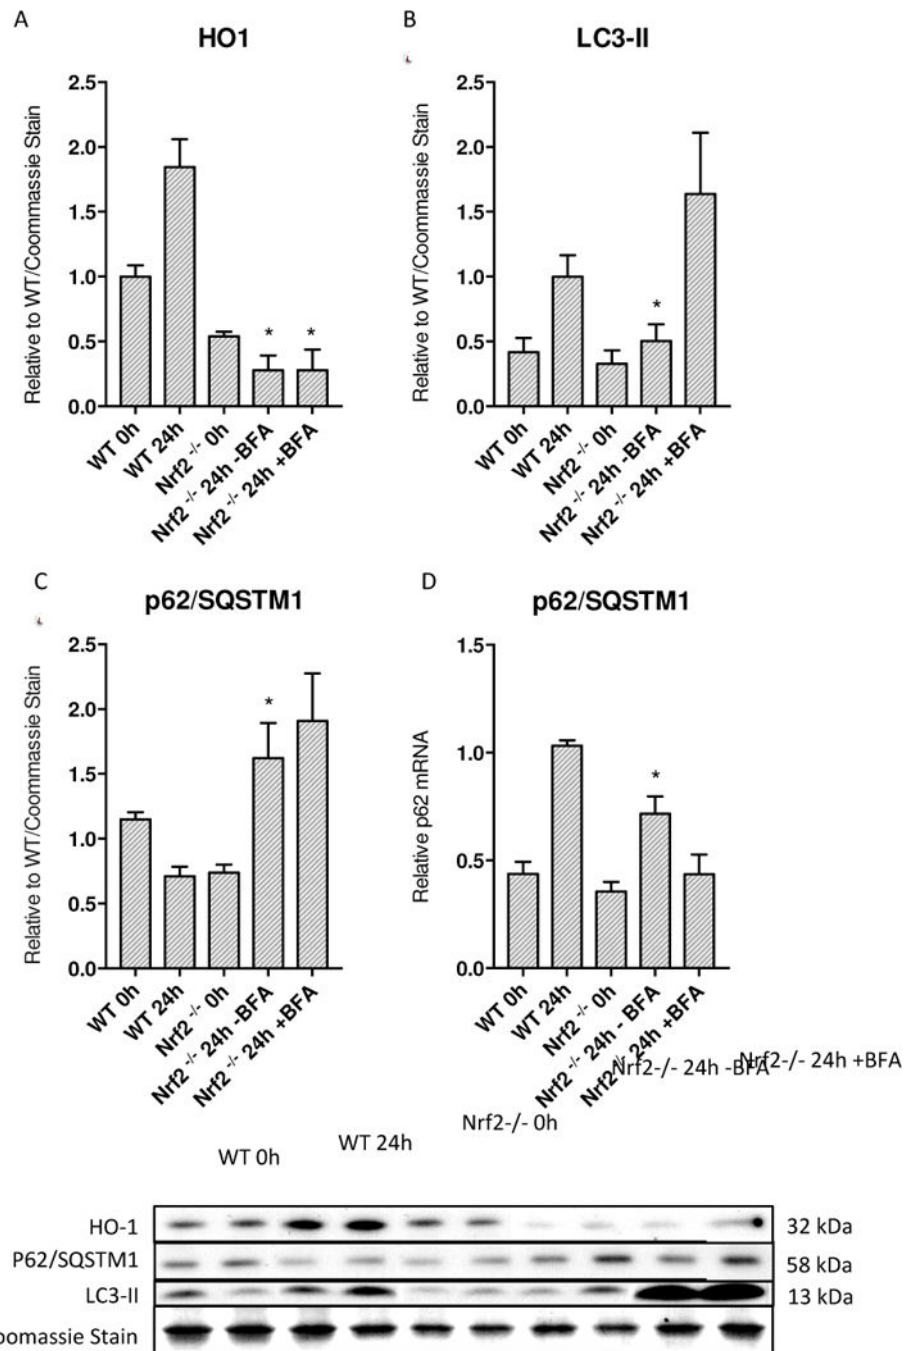 A
HO1
Relative to WT/Coommassie Stain
2.5
2.0
1.5
1.0
0.5
0.0
WT 0h
WT 24h
Nrf2 -/- 0h
Nrf2 -/- 24h -BFA
Nrf2 -/- 24h +BFA
*
*
B
LC3-II
Relative to WT/Coommassie Stain
2.5
2.0
1.5
1.0
0.5
0.0
WT 0h
WT 24h
Nrf2 -/- 0h
Nrf2 -/- 24h -BFA
Nrf2 -/- 24h +BFA
*
C
p62/SQSTM1
Relative to WT/Coommassie Stain
2.5
2.0
1.5
1.0
0.5
0.0
WT 0h
WT 24h
Nrf2 -/- 0h
Nrf2 -/- 24h -BFA
Nrf2 -/- 24h +BFA
*
D
p62/SQSTM1
Relative p62 mRNA
1.5
1.0
0.5
0.0
WT 0h
WT 24h
Nrf2 -/- 0h
Nrf2 -/- 24h - BFA
Nrf2 -/- 24h +BFA
*
WT 0h
WT 24h
Nrf2-/- 0h
Nrf2-/- 24h -BFA
Nrf2-/- 24h +BFA
HO-1
32 kDa
P62/SQSTM1
58 kDa
LC3-II
13 kDa
oomassie Stain